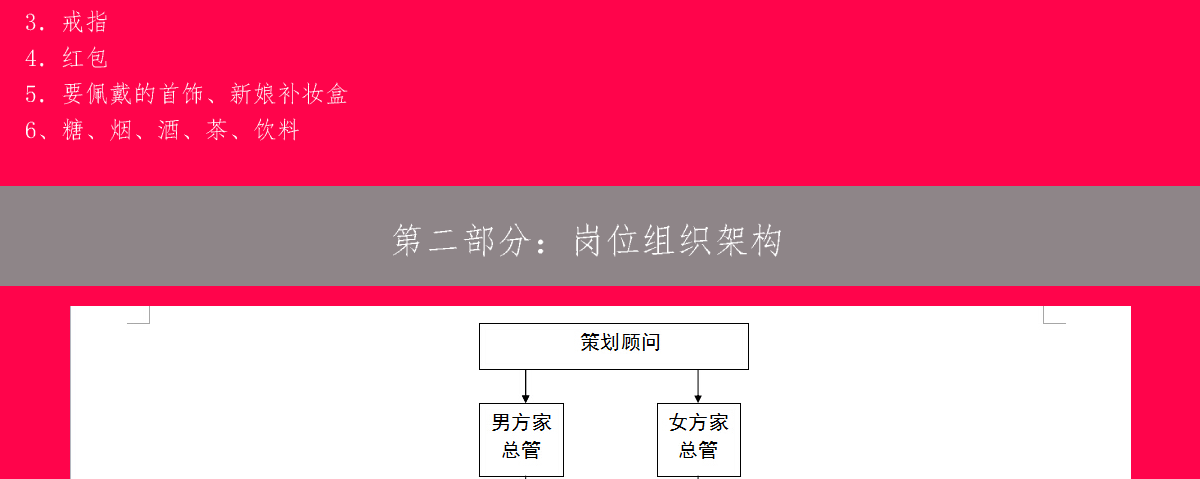 3. 戒指
4. 红包
5. 要佩戴的首饰、新娘补妆盒
6、糖、烟、酒、茶、饮料
第二部分：岗位组织架构
策划顾问
男方家
总管
女方家
总管